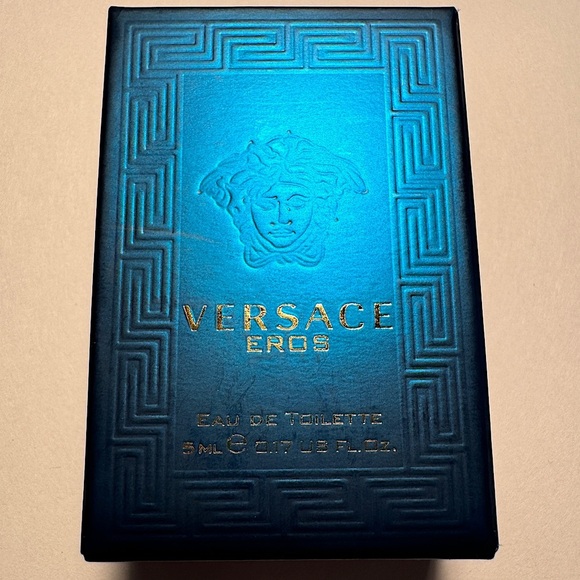 VERSACE
EROS
EAU DE TOILETTE
5 ML ℮ 0.17 US FL.OZ.